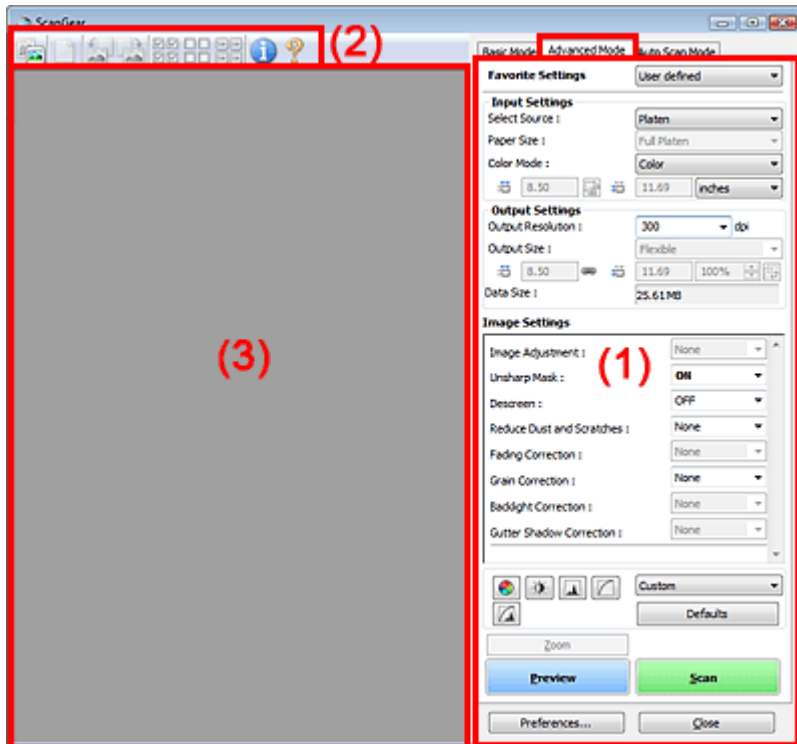 ScanGear
(2)
Basic Mode Advanced Mode Auto Scan Mode
Favorite Settings User defined
Input Settings
Select Source : Platen
Paper Size : Full Platen
Color Mode : Color
8.50 11.69 inches
Output Settings
Output Resolution : 300 dpi
Output Size : Flexible
8.50 11.69 100%
Data Size : 25.61MB
Image Settings
(3)
(1)
Image Adjustment : None
Unsharp Mask : ON
Descreen : OFF
Reduce Dust and Scratches : None
Fading Correction : None
Grain Correction : None
Backlight Correction : None
Gutter Shadow Correction : None
Custom
Defaults
Zoom
Preview Scan
Preferences... Close